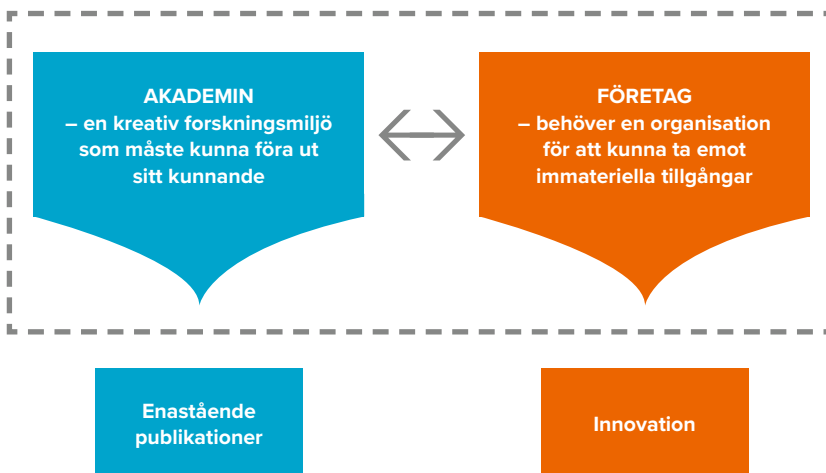 AKADEMIN
– en kreativ forskningsmiljö
som måste kunna föra ut
sitt kunnande
FÖRETAG
– behöver en organisation
för att kunna ta emot
immateriella tillgångar
Enastående
publikationer
Innovation